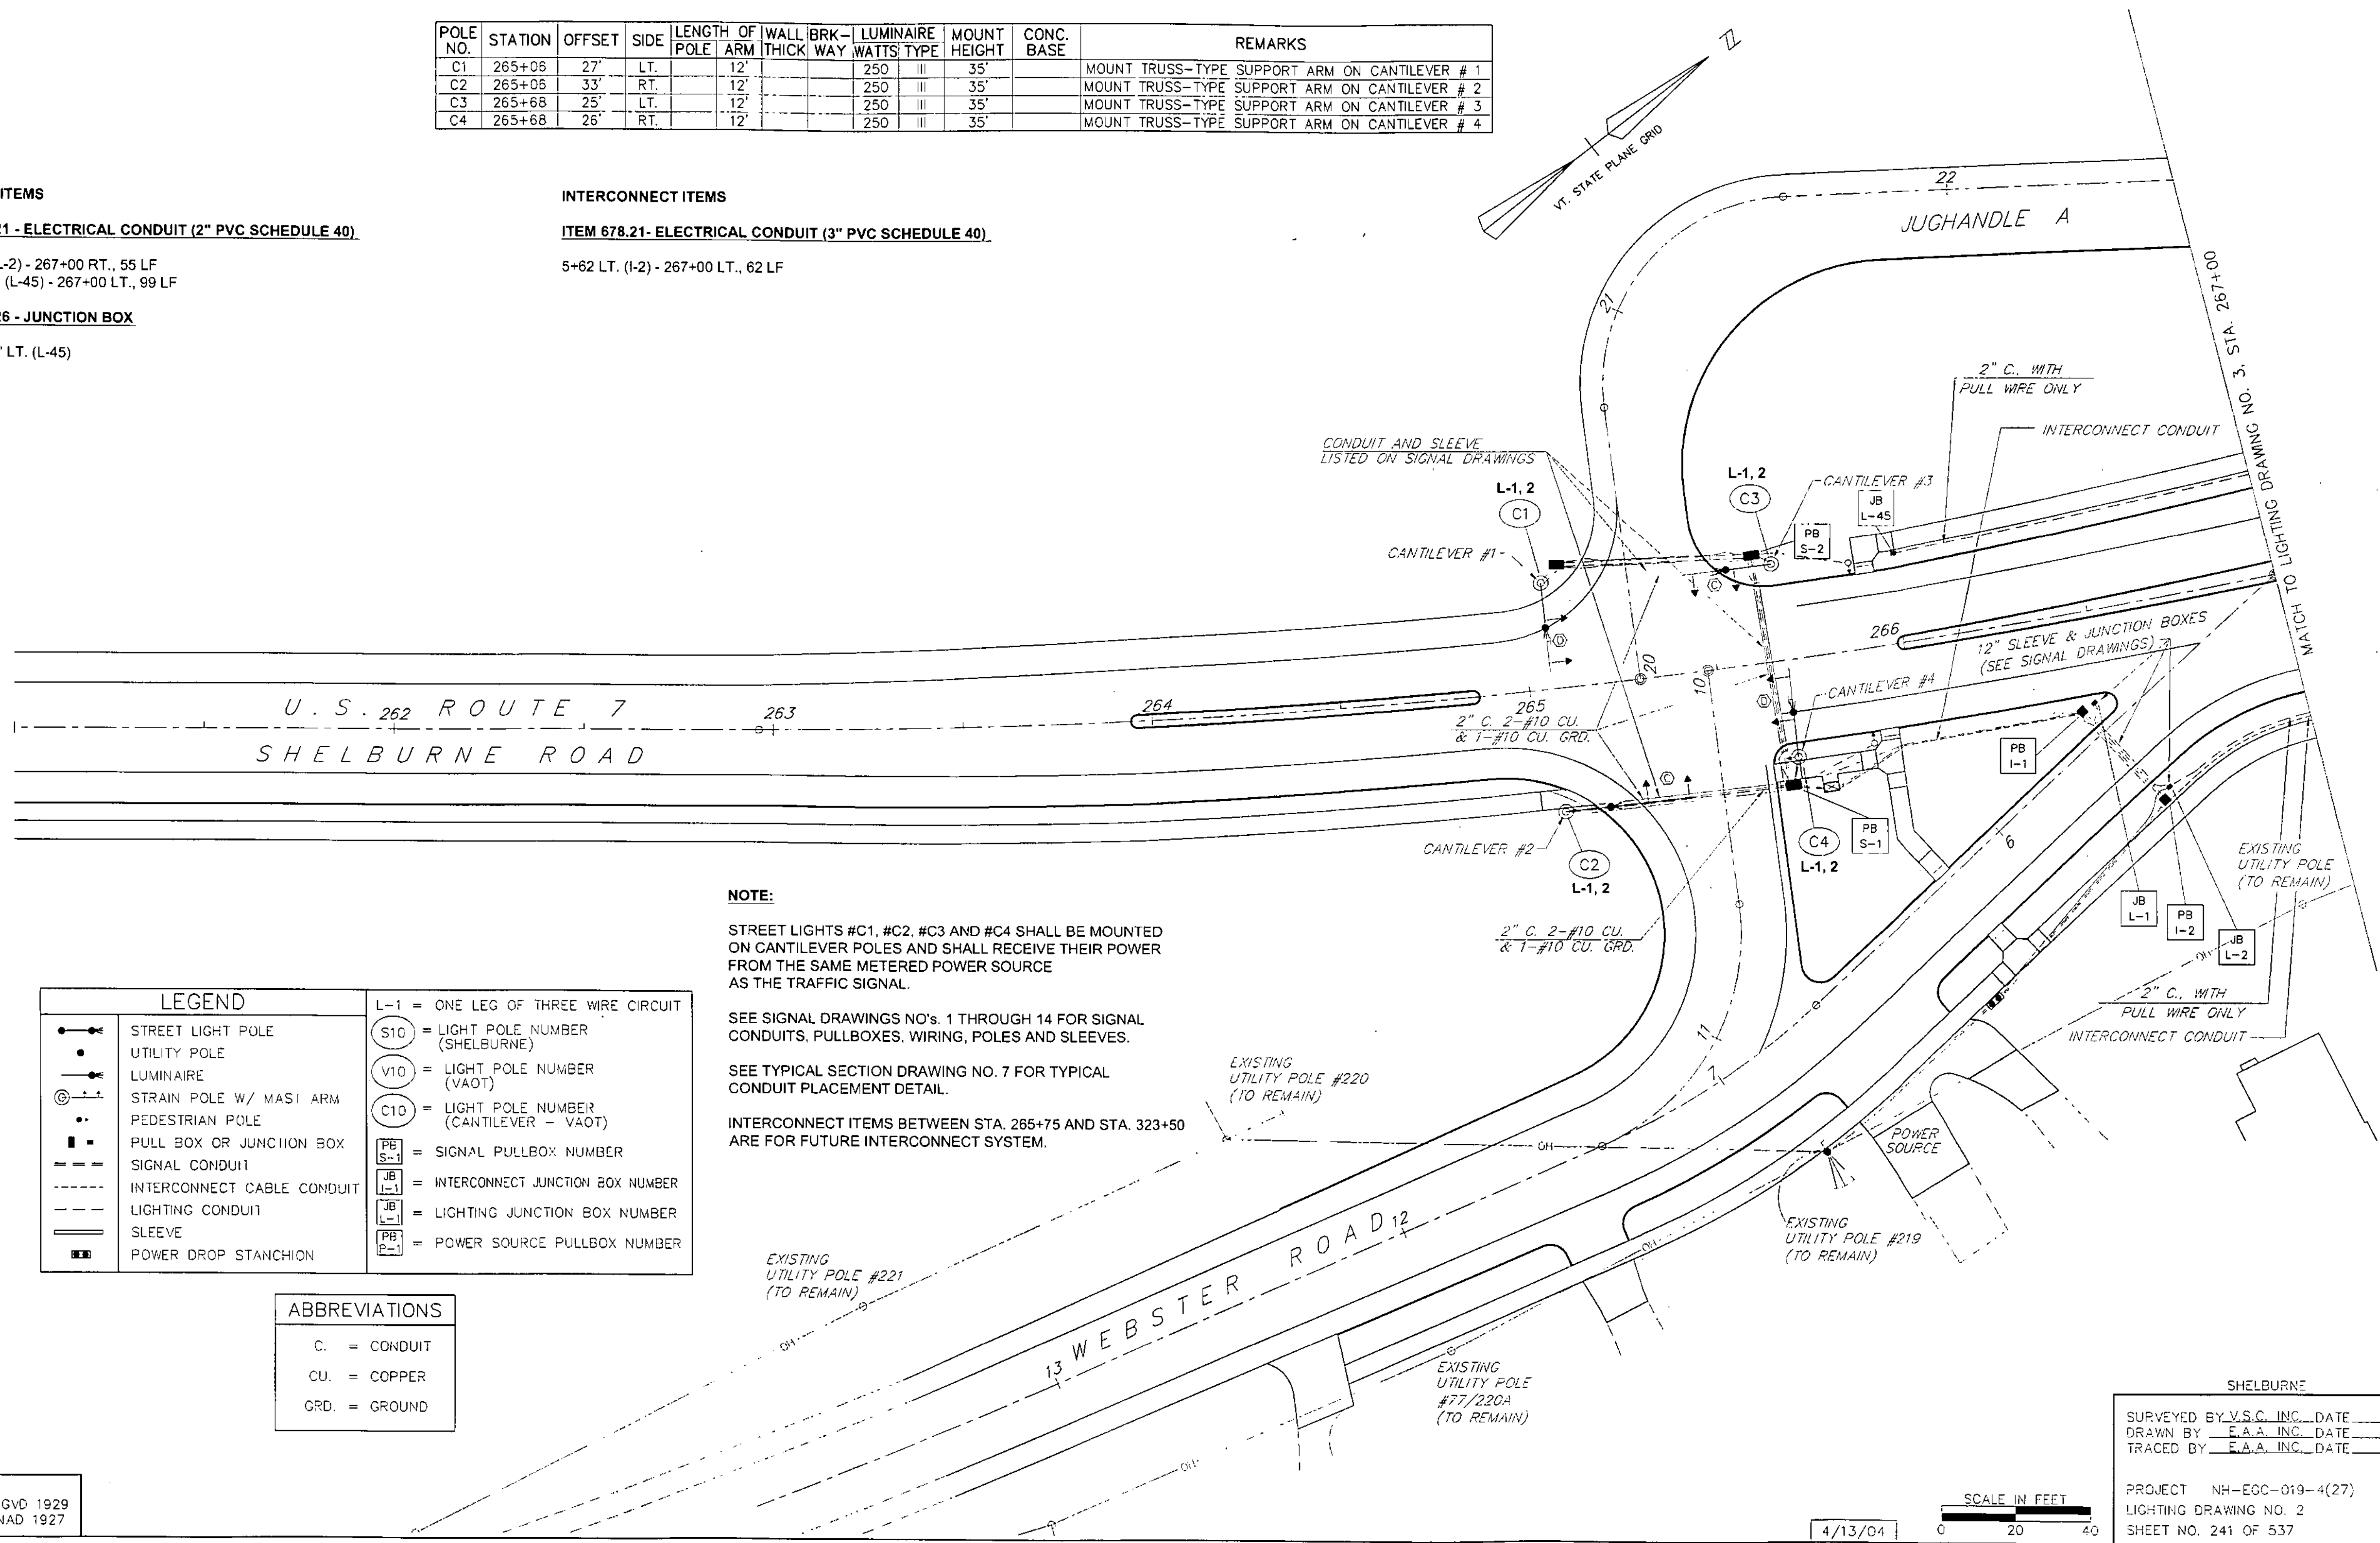 POLE NO. STATION OFFSET SIDE LENGTH OF POLE ARM WALL THICK BRK-WAY LUMINAIRE WATTS TYPE MOUNT HEIGHT CONC. BASE REMARKS
C1 265+06 27' LT. 12' 250 III 35' MOUNT TRUSS-TYPE SUPPORT ARM ON CANTILEVER # 1
C2 265+06 33' RT. 12' 250 III 35' MOUNT TRUSS-TYPE SUPPORT ARM ON CANTILEVER # 2
C3 265+68 25' LT. 12' 250 III 35' MOUNT TRUSS-TYPE SUPPORT ARM ON CANTILEVER # 3
C4 265+68 26' RT. 12' 250 III 35' MOUNT TRUSS-TYPE SUPPORT ARM ON CANTILEVER # 4
ITEMS
21 - ELECTRICAL CONDUIT (2" PVC SCHEDULE 40)
L-2) - 267+00 RT., 55 LF
(L-45) - 267+00 LT., 99 LF
26 - JUNCTION BOX
' LT. (L-45)
INTERCONNECT ITEMS
ITEM 678.21- ELECTRICAL CONDUIT (3" PVC SCHEDULE 40)
5+62 LT. (I-2) - 267+00 LT., 62 LF
Z
VT. STATE PLANE GRID
22
JUGHANDLE A
21
MATCH TO LIGHTING DRAWING NO. 3, STA. 267+00
2" C., WITH
PULL WIRE ONLY
INTERCONNECT CONDUIT
CONDUIT AND SLEEVE
LISTED ON SIGNAL DRAWINGS
L-1, 2
C1
L-1, 2
C3
CANTILEVER #3
JB
L-45
PB
S-2
CANTILEVER #1
C
D
20
10
266
12" SLEEVE & JUNCTION BOXES
(SEE SIGNAL DRAWINGS)
CANTILEVER #4
D
U.S. ROUTE 7
262
263
264
265
SHELBURNE ROAD
2" C. 2-#10 CU.
& 1-#10 CU. GRD.
C
PB
I-1
CANTILEVER #2
C2
L-1, 2
C4
L-1, 2
PB
S-1
6
EXISTING
UTILITY POLE
(TO REMAIN)
JB
L-1
PB
I-2
JB
L-2
OH
2" C. 2-#10 CU.
& 1-#10 CU. GRD.
2" C., WITH
PULL WIRE ONLY
INTERCONNECT CONDUIT
NOTE:
STREET LIGHTS #C1, #C2, #C3 AND #C4 SHALL BE MOUNTED
ON CANTILEVER POLES AND SHALL RECEIVE THEIR POWER
FROM THE SAME METERED POWER SOURCE
AS THE TRAFFIC SIGNAL.
SEE SIGNAL DRAWINGS NO's. 1 THROUGH 14 FOR SIGNAL
CONDUITS, PULLBOXES, WIRING, POLES AND SLEEVES.
SEE TYPICAL SECTION DRAWING NO. 7 FOR TYPICAL
CONDUIT PLACEMENT DETAIL.
INTERCONNECT ITEMS BETWEEN STA. 265+75 AND STA. 323+50
ARE FOR FUTURE INTERCONNECT SYSTEM.
LEGEND
STREET LIGHT POLE
UTILITY POLE
LUMINAIRE
STRAIN POLE W/ MAST ARM
PEDESTRIAN POLE
PULL BOX OR JUNCTION BOX
SIGNAL CONDUIT
INTERCONNECT CABLE CONDUIT
LIGHTING CONDUIT
SLEEVE
POWER DROP STANCHION
L-1 = ONE LEG OF THREE WIRE CIRCUIT
S10 = LIGHT POLE NUMBER
(SHELBURNE)
V10 = LIGHT POLE NUMBER
(VAOT)
C10 = LIGHT POLE NUMBER
(CANTILEVER - VAOT)
PB S-1 = SIGNAL PULLBOX NUMBER
JB I-1 = INTERCONNECT JUNCTION BOX NUMBER
JB L-1 = LIGHTING JUNCTION BOX NUMBER
PB P-1 = POWER SOURCE PULLBOX NUMBER
ABBREVIATIONS
C. = CONDUIT
CU. = COPPER
GRD. = GROUND
11
7
EXISTING
UTILITY POLE #220
(TO REMAIN)
OH
POWER
SOURCE
EXISTING
UTILITY POLE #219
(TO REMAIN)
OH
WEBSTER ROAD
12
13
EXISTING
UTILITY POLE #221
(TO REMAIN)
OH
EXISTING
UTILITY POLE
#77/220A
(TO REMAIN)
OH
GVD 1929
NAD 1927
4/13/04
SCALE IN FEET
0 20 40
SHELBURNE
SURVEYED BY V.S.C. INC. DATE
DRAWN BY E.A.A. INC. DATE
TRACED BY E.A.A. INC. DATE
PROJECT NH-EGC-019-4(27)
LIGHTING DRAWING NO. 2
SHEET NO. 241 OF 537